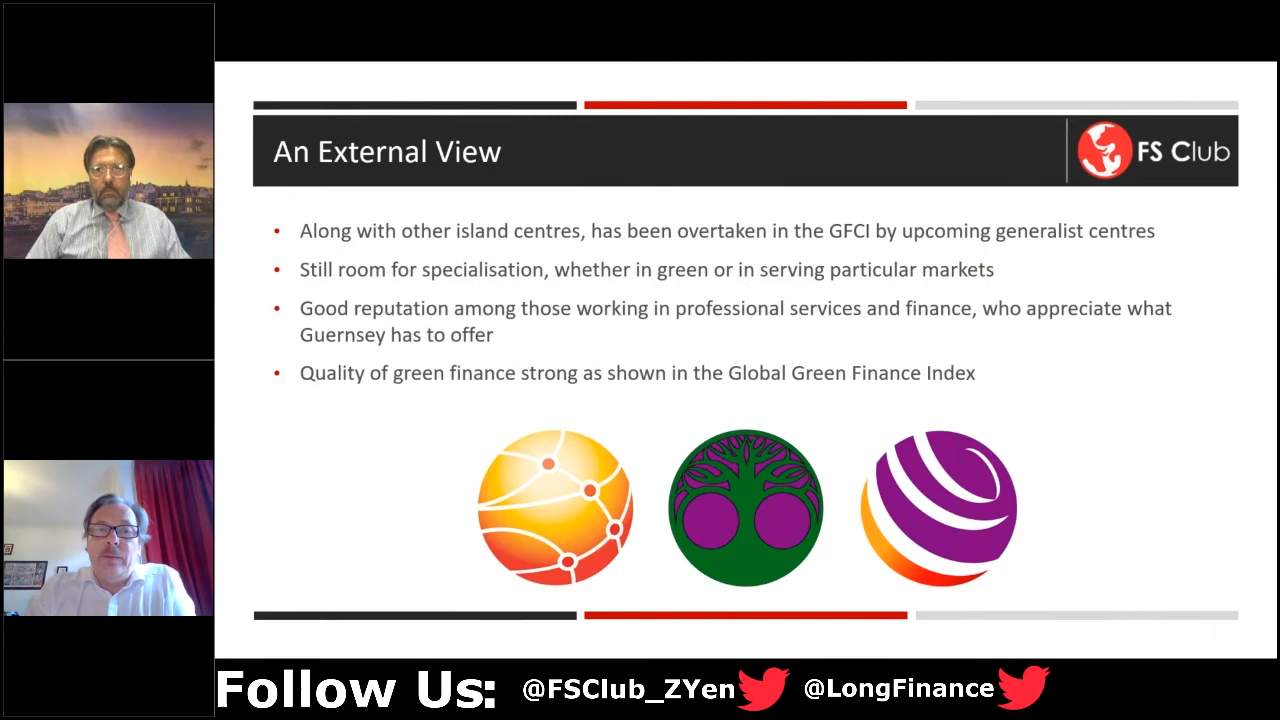 An External View
FS Club
Along with other island centres, has been overtaken in the GFCI by upcoming generalist centres
Still room for specialisation, whether in green or in serving particular markets
Good reputation among those working in professional services and finance, who appreciate what
Guernsey has to offer
Quality of green finance strong as shown in the Global Green Finance Index
Follow Us: @FSClub_ZYen @LongFinance